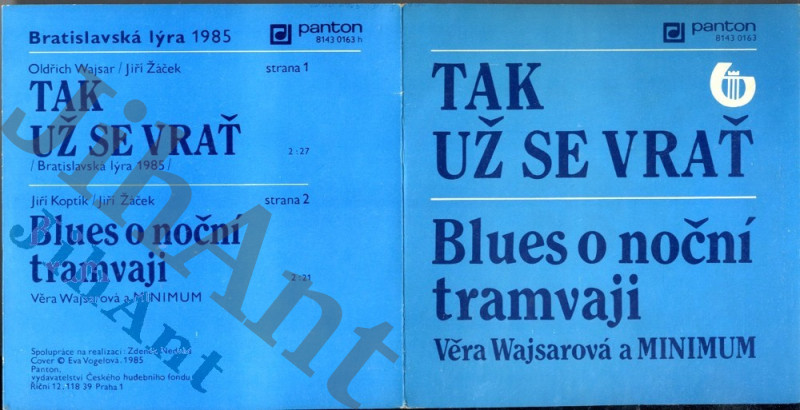 Bratislavská lýra 1985
panton
8143 0163 h
Oldřich Wajsar / Jiří Žáček strana 1
TAK
UŽ SE VRAŤ
2:27
/ Bratislavská lýra 1985 /
Jiří Koptík / Jiří Žáček strana 2
Blues o noční
tramvaji
2:21
Věra Wajsarová a MINIMUM
Spolupráce na realizaci: Zdeněk
Cover © Eva Vogelová, 1985
Panton,
vydavatelství Českého hudebního fondu
Říční 12, 118 39 Praha 1
JihAnt
JihAnt
panton
8143 0163
TAK
UŽ SE VRAŤ
Blues o noční
tramvaji
Věra Wajsarová a MINIMUM